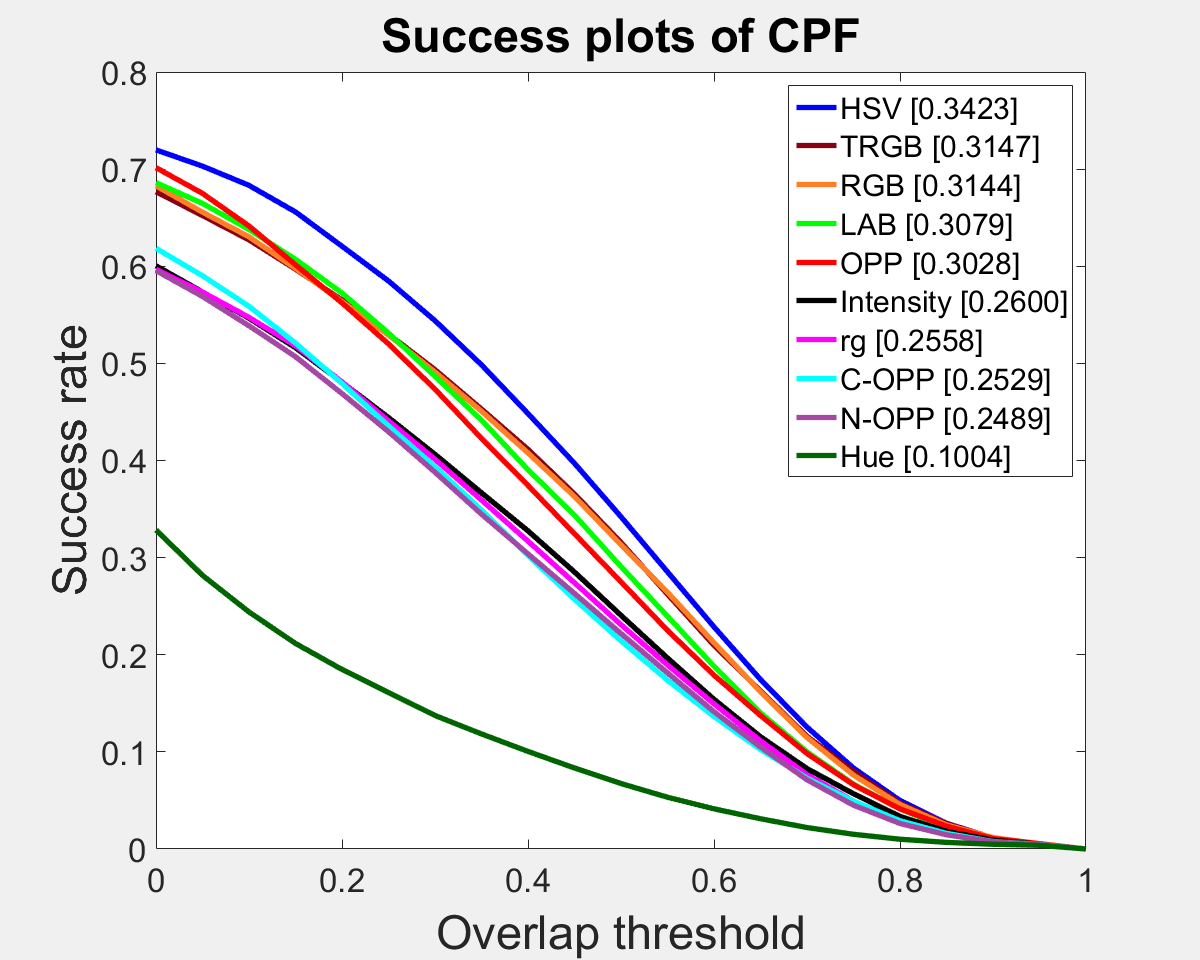 Success plots of CPF
0.8
0.7
0.6
0.5
0.4
0.3
0.2
0.1
0
Success rate
HSV [0.3423]
TRGB [0.3147]
RGB [0.3144]
LAB [0.3079]
OPP [0.3028]
Intensity [0.2600]
rg [0.2558]
C-OPP [0.2529]
N-OPP [0.2489]
Hue [0.1004]
0 0.2 0.4 0.6 0.8 1
Overlap threshold